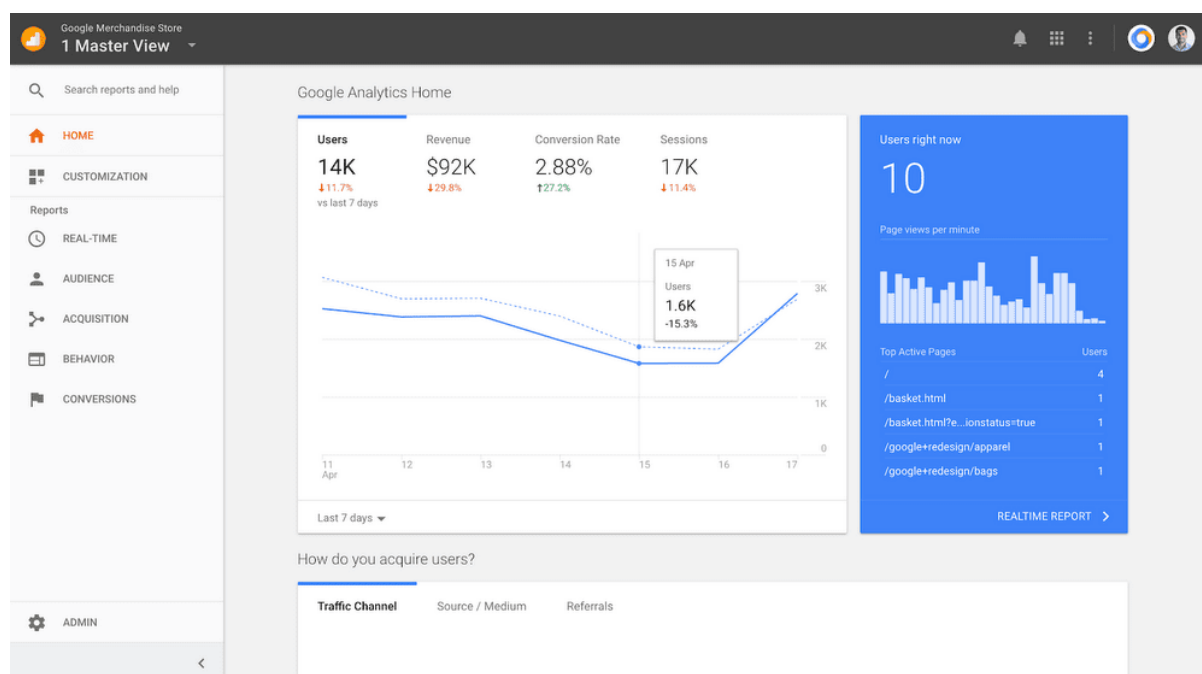 Google Merchandise Store
1 Master View
Search reports and help
HOME
CUSTOMIZATION
Reports
REAL-TIME
AUDIENCE
ACQUISITION
BEHAVIOR
CONVERSIONS
ADMIN
Google Analytics Home
Users Revenue Conversion Rate Sessions
14K $92K 2.88% 17K
↓11.7% ↓29.8% ↑27.2% ↓11.4%
vs last 7 days
15 Apr
Users
1.6K
-15.3%
3K
2K
1K
0
11 12 13 14 15 16 17
Apr
Last 7 days
Users right now
10
Page views per minute
Top Active Pages Users
/ 4
/basket.html 1
/basket.html?e...ionstatus=true 1
/google+redesign/apparel 1
/google+redesign/bags 1
REALTIME REPORT
How do you acquire users?
Traffic Channel Source / Medium Referrals